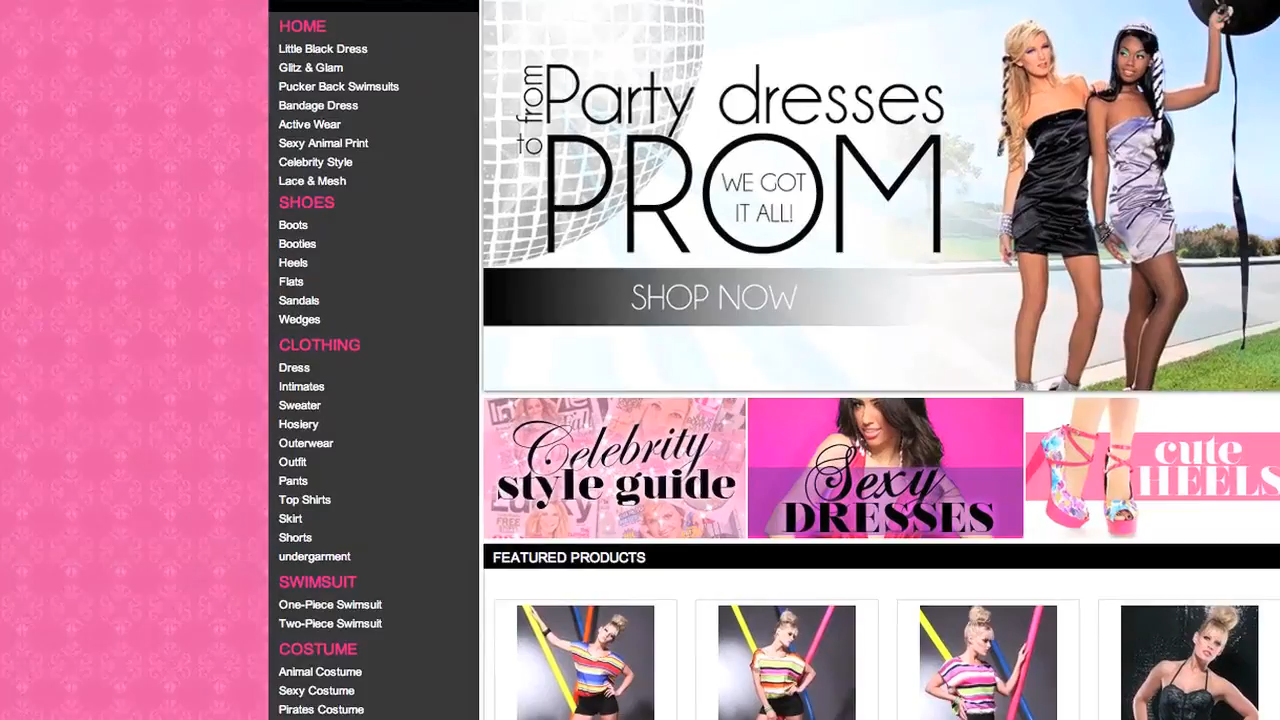 HOME
Little Black Dress
Glitz & Glam
Pucker Back Swimsuits
Bandage Dress
Active Wear
Sexy Animal Print
Celebrity Style
Lace & Mesh
SHOES
Boots
Booties
Heels
Flats
Sandals
Wedges
CLOTHING
Dress
Intimates
Sweater
Hosiery
Outerwear
Outfit
Pants
Top Shirts
Skirt
Shorts
undergarment
SWIMSUIT
One-Piece Swimsuit
Two-Piece Swimsuit
COSTUME
Animal Costume
Sexy Costume
Pirates Costume
from Party dresses
to PROM
WE GOT
IT ALL!
SHOP NOW
Celebrity
style guide
Sexy
DRESSES
cute
HEELS
FEATURED PRODUCTS